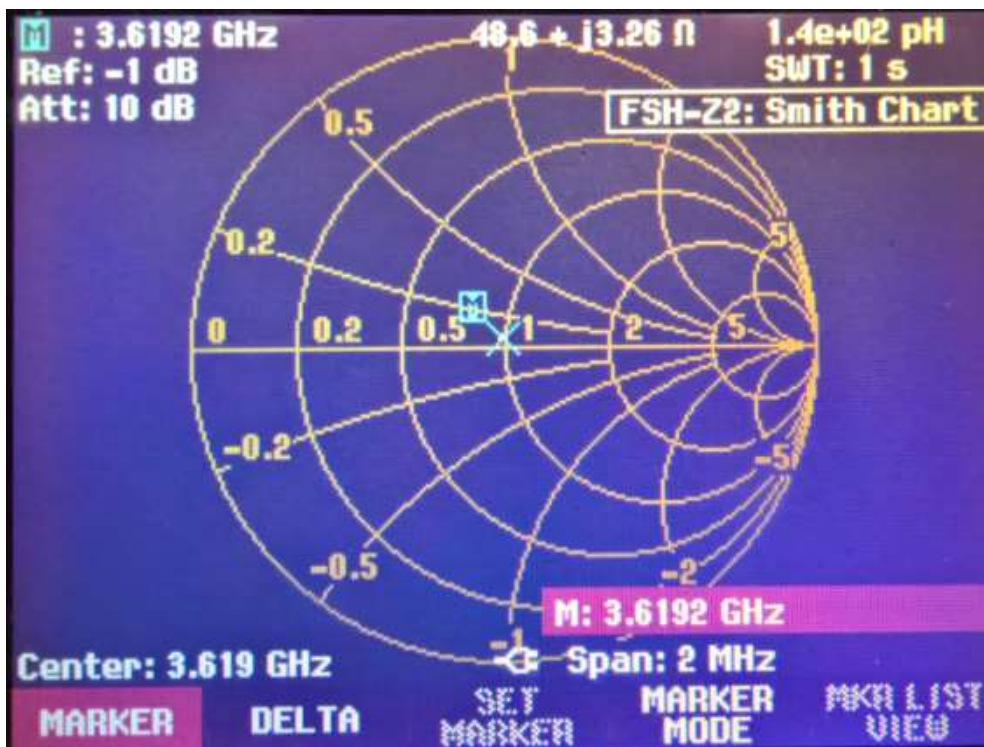 M : 3.6192 GHz 48.6 + j3.26 Ω 1.4e+02 pH
Ref: -1 dB SWT: 1 s
Att: 10 dB
FSH-Z2: Smith Chart
1
0.5
5
0.2
M
0 0.2 0.5 1 2 5
-0.2
-5
-0.5
-2
M: 3.6192 GHz
-1
Center: 3.619 GHz Span: 2 MHz
MARKER DELTA SET MARKER MARKER MODE MKR LIST VIEW